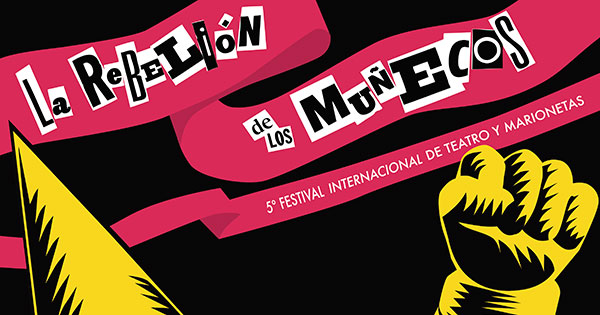 La ReBELIÓN
de LOS MUÑECOS
5º FESTIVAL INTERNACIONAL DE TEATRO Y MARIONETAS